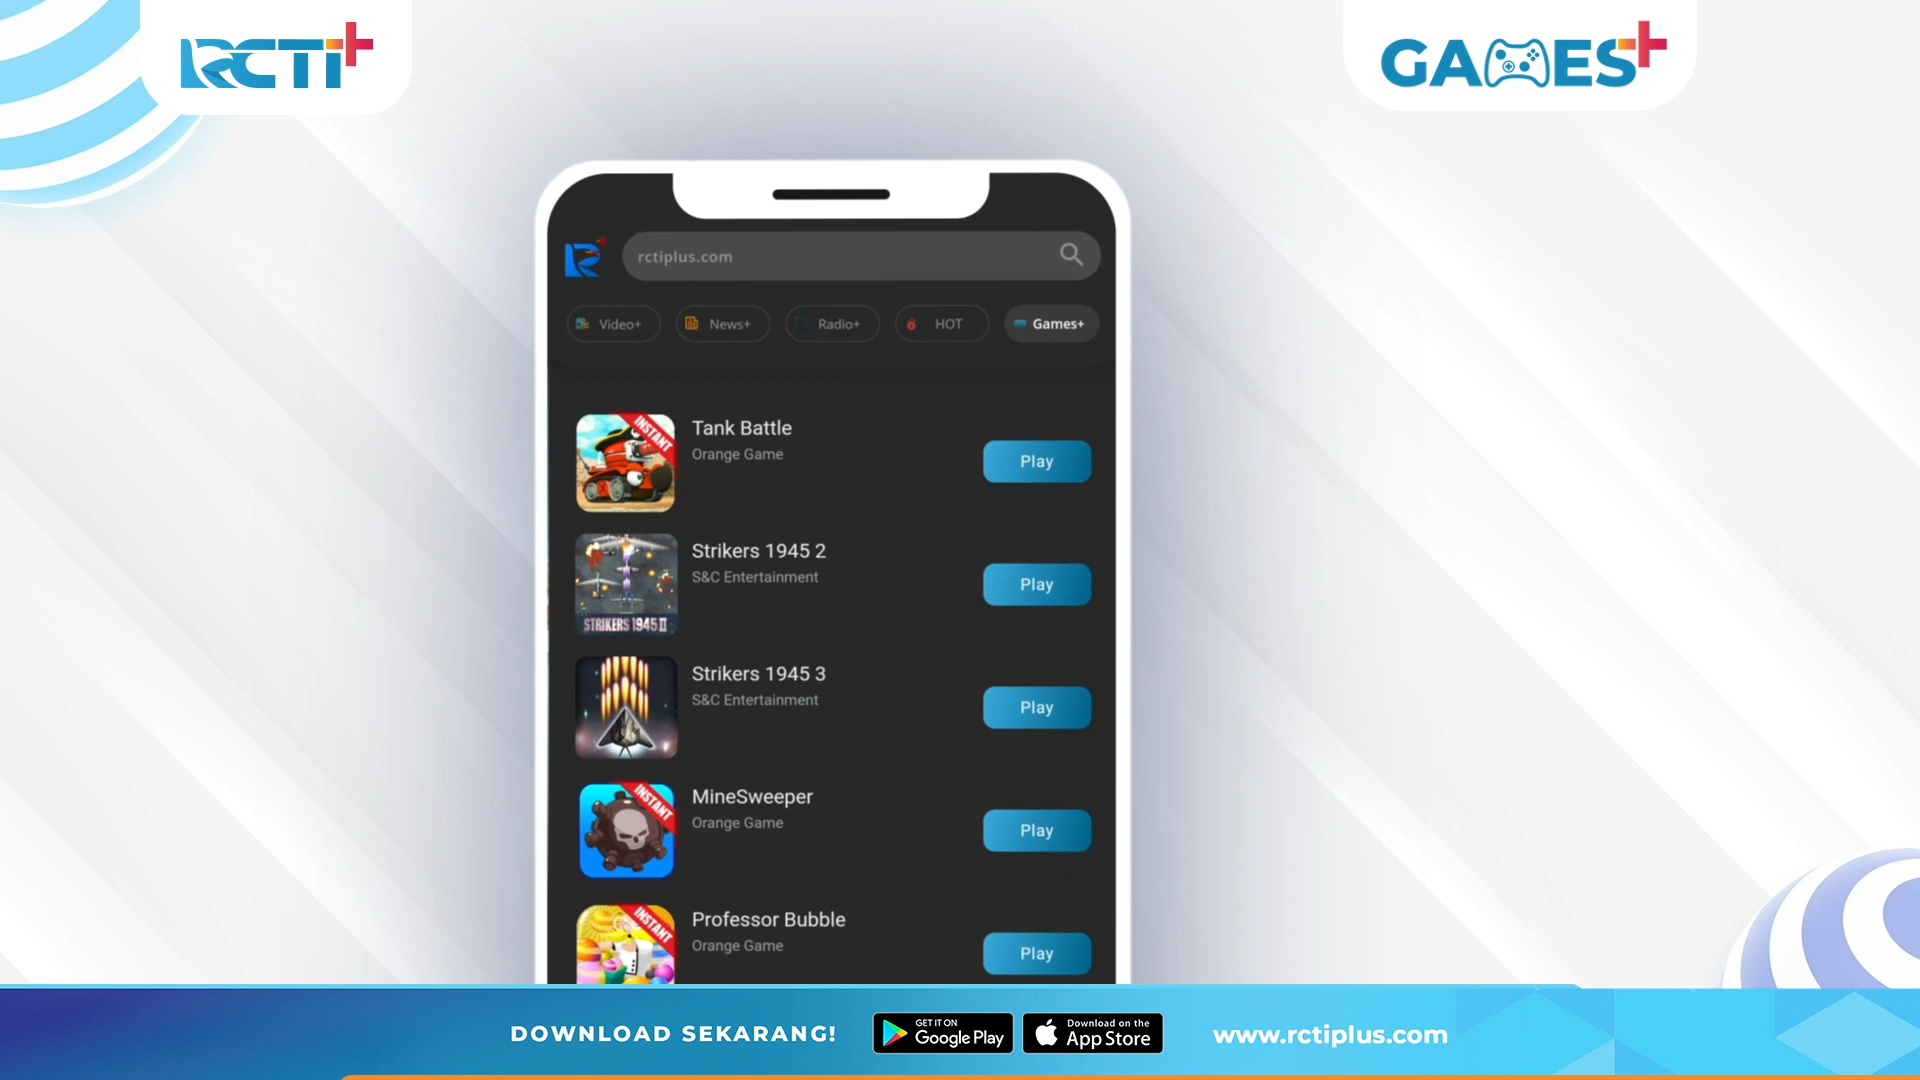 RCTI+
GAMES+
rctiplus.com
Video+
News+
Radio+
HOT
Games+
INSTANT
Tank Battle
Orange Game
Play
Strikers 1945 2
S&C Entertainment
Play
STRIKERS 1945 II
Strikers 1945 3
S&C Entertainment
Play
INSTANT
MineSweeper
Orange Game
Play
INSTANT
Professor Bubble
Orange Game
Play
DOWNLOAD SEKARANG!
GET IT ON
Google Play
Download on the
App Store
www.rctiplus.com